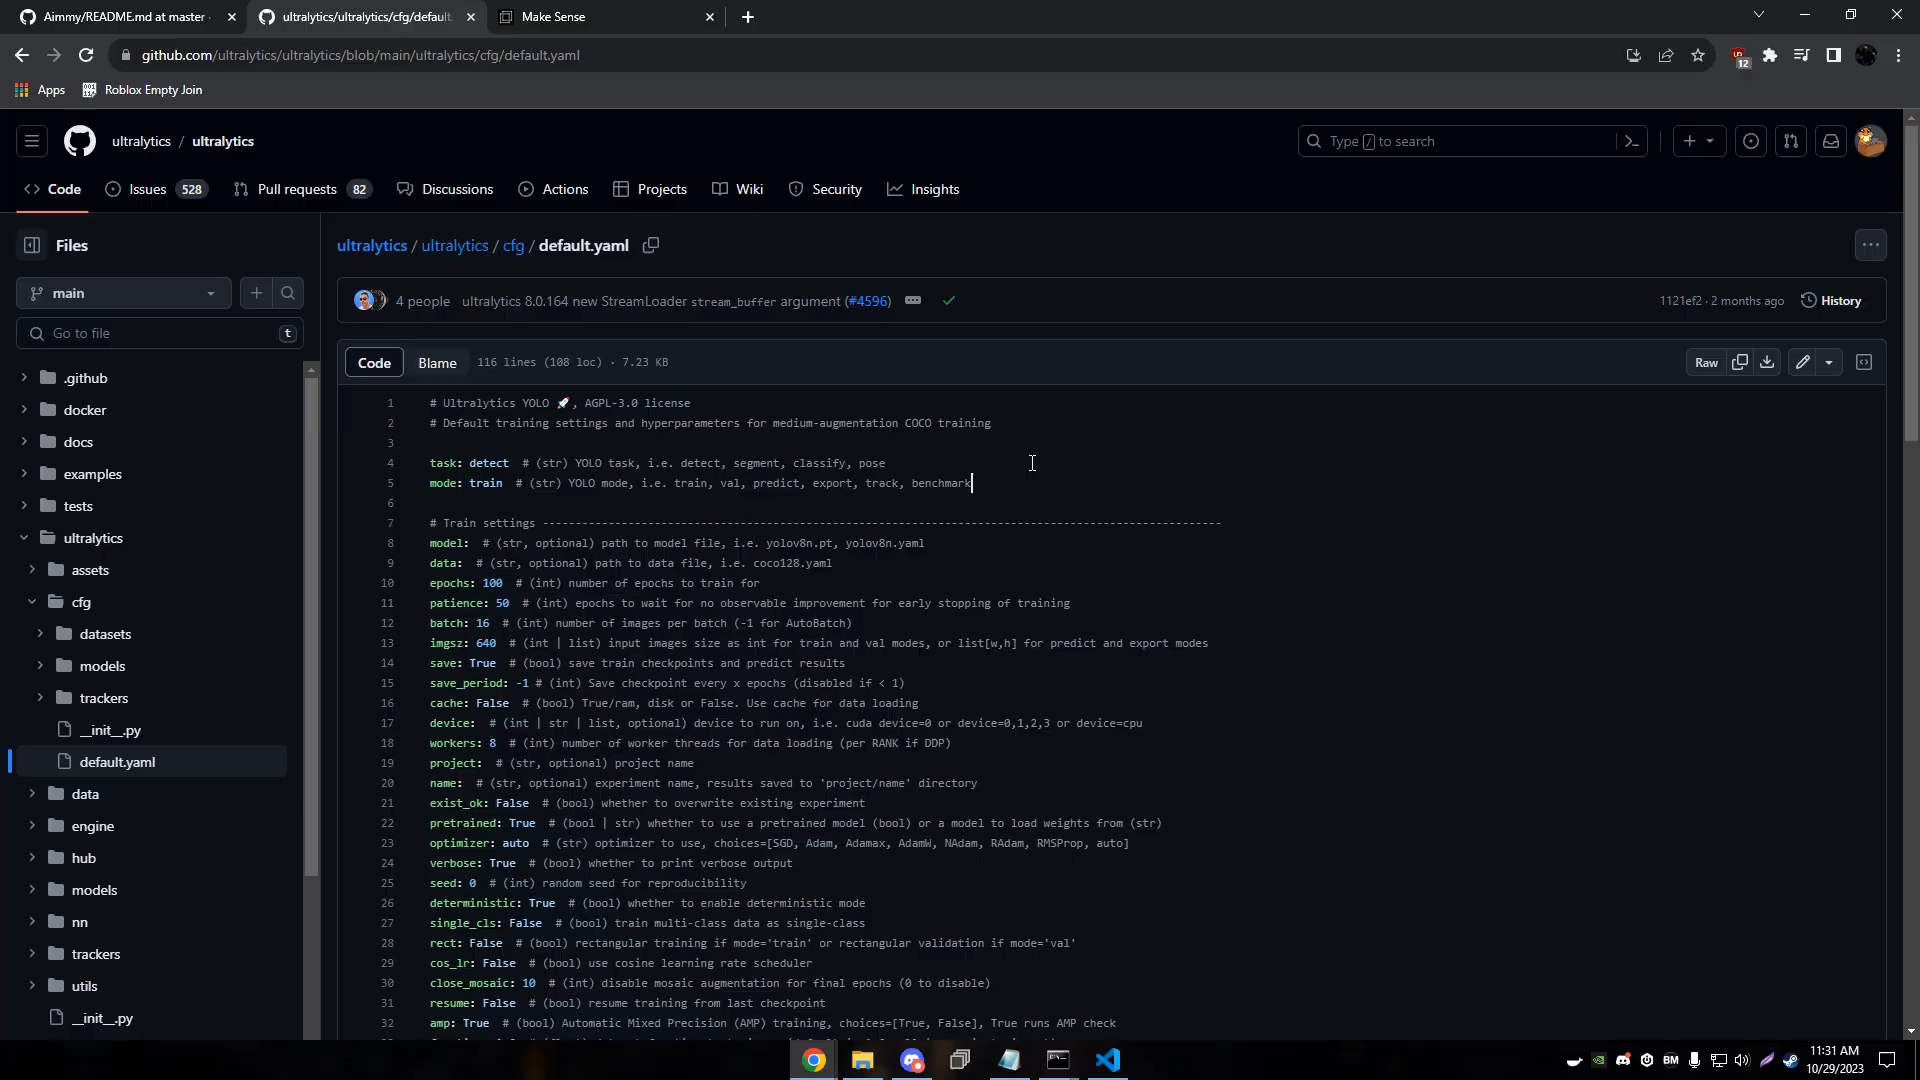 Aimmy/README.md at master
ultralytics/ultralytics/cfg/default.
Make Sense
github.com/ultralytics/ultralytics/blob/main/ultralytics/cfg/default.yaml
12
Apps
Roblox Empty Join
ultralytics / ultralytics
Type / to search
Code
Issues 528
Pull requests 82
Discussions
Actions
Projects
Wiki
Security
Insights
Files
main
Go to file
t
.github
docker
docs
examples
tests
ultralytics
assets
cfg
datasets
models
trackers
__init__.py
default.yaml
data
engine
hub
models
nn
trackers
utils
__init__.py
ultralytics / ultralytics / cfg / default.yaml
4 people ultralytics 8.0.164 new StreamLoader stream_buffer argument (#4596)
1121ef2 · 2 months ago
History
Code
Blame
116 lines (108 loc) · 7.23 KB
Raw
1 # Ultralytics YOLO 🚀, AGPL-3.0 license
2 # Default training settings and hyperparameters for medium-augmentation COCO training
3
4 task: detect # (str) YOLO task, i.e. detect, segment, classify, pose
5 mode: train # (str) YOLO mode, i.e. train, val, predict, export, track, benchmark
6
7 # Train settings -------------------------------------------------------------------------------------------------------
8 model: # (str, optional) path to model file, i.e. yolov8n.pt, yolov8n.yaml
9 data: # (str, optional) path to data file, i.e. coco128.yaml
10 epochs: 100 # (int) number of epochs to train for
11 patience: 50 # (int) epochs to wait for no observable improvement for early stopping of training
12 batch: 16 # (int) number of images per batch (-1 for AutoBatch)
13 imgsz: 640 # (int | list) input images size as int for train and val modes, or list[w,h] for predict and export modes
14 save: True # (bool) save train checkpoints and predict results
15 save_period: -1 # (int) Save checkpoint every x epochs (disabled if < 1)
16 cache: False # (bool) True/ram, disk or False. Use cache for data loading
17 device: # (int | str | list, optional) device to run on, i.e. cuda device=0 or device=0,1,2,3 or device=cpu
18 workers: 8 # (int) number of worker threads for data loading (per RANK if DDP)
19 project: # (str, optional) project name
20 name: # (str, optional) experiment name, results saved to 'project/name' directory
21 exist_ok: False # (bool) whether to overwrite existing experiment
22 pretrained: True # (bool | str) whether to use a pretrained model (bool) or a model to load weights from (str)
23 optimizer: auto # (str) optimizer to use, choices=[SGD, Adam, Adamax, AdamW, NAdam, RAdam, RMSProp, auto]
24 verbose: True # (bool) whether to print verbose output
25 seed: 0 # (int) random seed for reproducibility
26 deterministic: True # (bool) whether to enable deterministic mode
27 single_cls: False # (bool) train multi-class data as single-class
28 rect: False # (bool) rectangular training if mode='train' or rectangular validation if mode='val'
29 cos_lr: False # (bool) use cosine learning rate scheduler
30 close_mosaic: 10 # (int) disable mosaic augmentation for final epochs (0 to disable)
31 resume: False # (bool) resume training from last checkpoint
32 amp: True # (bool) Automatic Mixed Precision (AMP) training, choices=[True, False], True runs AMP check
BM
11:31 AM
10/29/2023